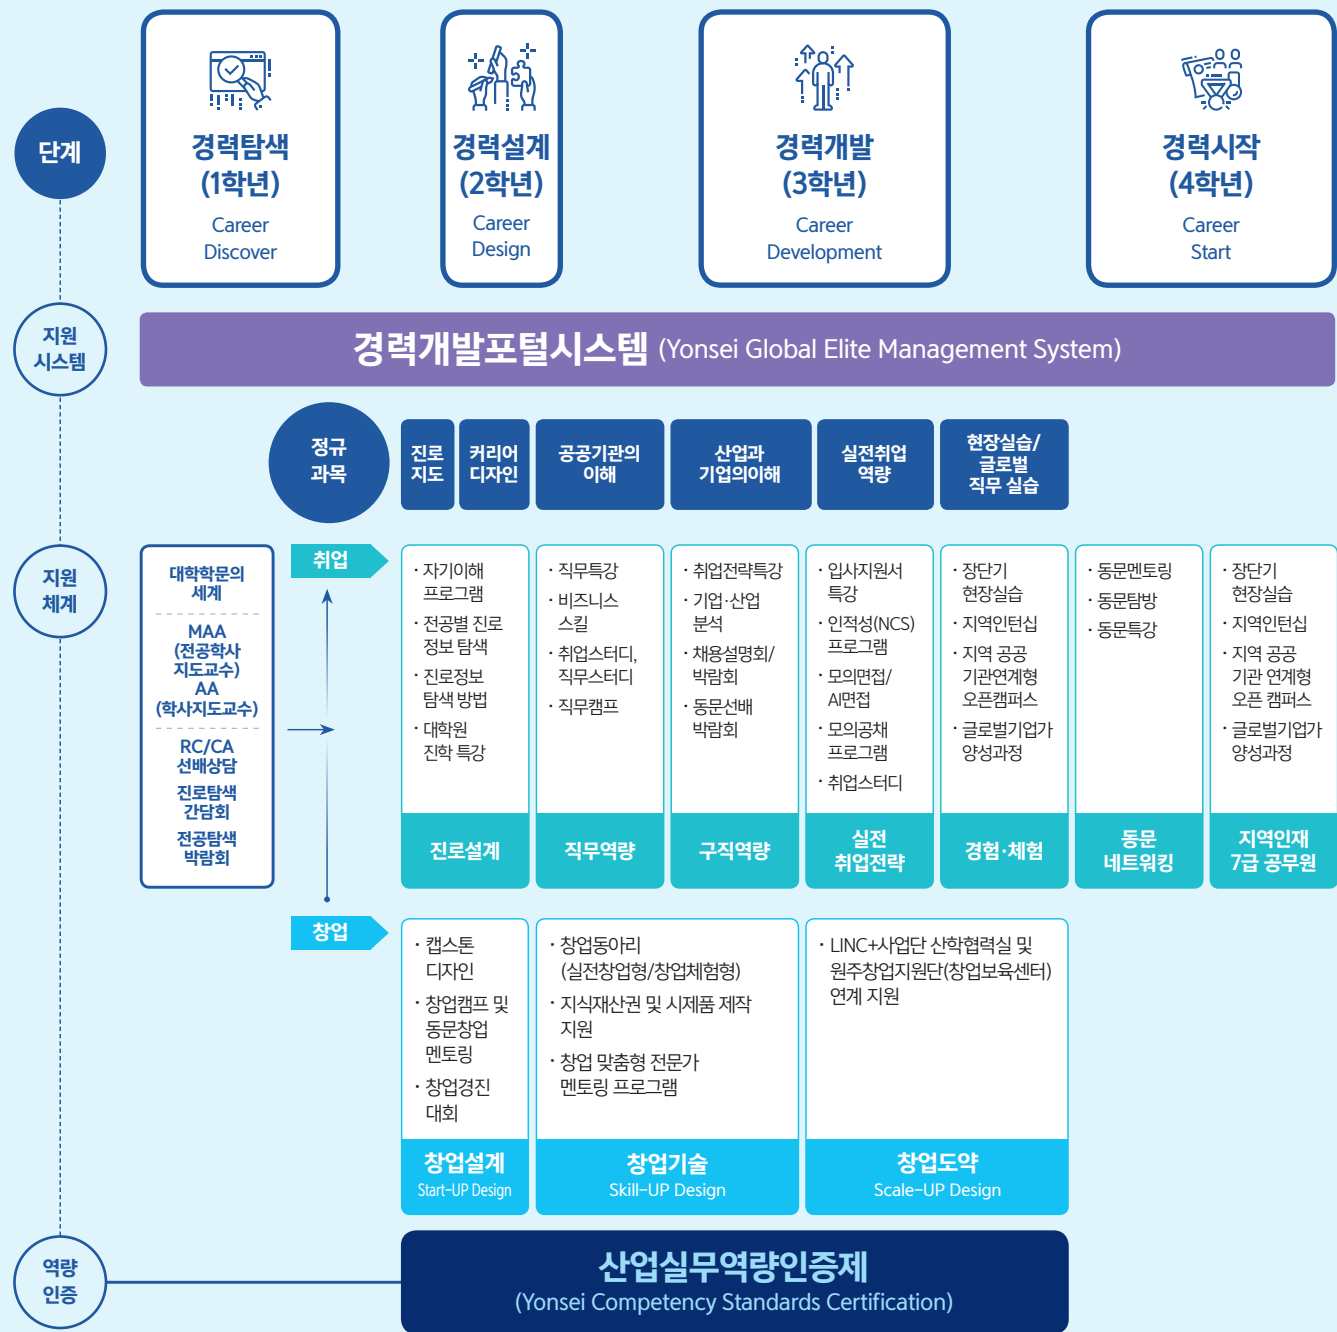 단계
경력탐색
(1학년)
Career
Discover
경력설계
(2학년)
Career
Design
경력개발
(3학년)
Career
Development
경력시작
(4학년)
Career
Start
지원
시스템
경력개발포털시스템 (Yonsei Global Elite Management System)
정규
과목
진로
지도
커리어
디자인
공공기관의
이해
산업과
기업의이해
실전취업
역량
현장실습/
글로벌
직무 실습
지원
체계
대학학문의
세계
MAA
(전공학사
지도교수)
AA
(학사지도교수)
RC/CA
선배상담
진로탐색
간담회
전공탐색
박람회
취업
· 자기이해
프로그램
· 전공별 진로
정보 탐색
· 진로정보
탐색 방법
· 대학원
진학 특강
진로설계
· 직무특강
· 비즈니스
스킬
· 취업스터디,
직무스터디
· 직무캠프
직무역량
· 취업전략특강
· 기업·산업
분석
· 채용설명회/
박람회
· 동문선배
박람회
구직역량
· 입사지원서
특강
· 인적성(NCS)
프로그램
· 모의면접/
AI면접
· 모의공채
프로그램
· 취업스터디
실전
취업전략
· 장단기
현장실습
· 지역인턴십
· 지역 공공
기관연계형
오픈캠퍼스
· 글로벌기업가
양성과정
경험·체험
· 동문멘토링
· 동문탐방
· 동문특강
동문
네트워킹
· 장단기
현장실습
· 지역인턴십
· 지역 공공
기관 연계형
오픈 캠퍼스
· 글로벌기업가
양성과정
지역인재
7급 공무원
창업
· 캡스톤
디자인
· 창업캠프 및
동문창업
멘토링
· 창업경진
대회
창업설계
Start-UP Design
· 창업동아리
(실전창업형/창업체험형)
· 지식재산권 및 시제품 제작
지원
· 창업 맞춤형 전문가
멘토링 프로그램
창업기술
Skill-UP Design
· LINC+사업단 산학협력실 및
원주창업지원단(창업보육센터)
연계 지원
창업도약
Scale-UP Design
역량
인증
산업실무역량인증제
(Yonsei Competency Standards Certification)